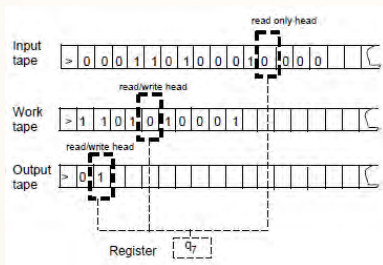 read only head
Input tape
> 0 0 0 1 1 0 1 0 0 0 1 0 0 0 0
read/write head
Work tape
> 1 1 0 1 0 1 0 0 0 1
read/write head
Output tape
> 0 1
Register q7